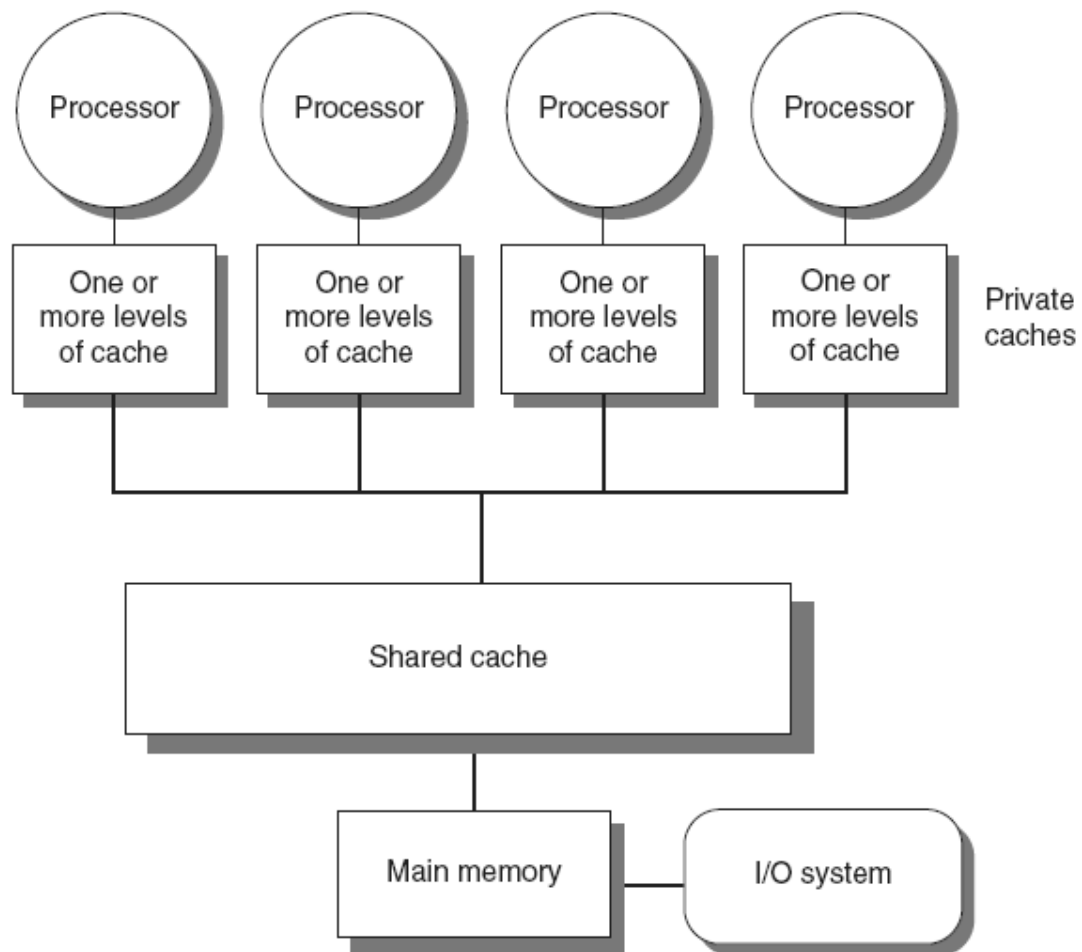 Processor
Processor
Processor
Processor
One or
more levels
of cache
One or
more levels
of cache
One or
more levels
of cache
One or
more levels
of cache
Private
caches
Shared cache
Main memory
I/O system